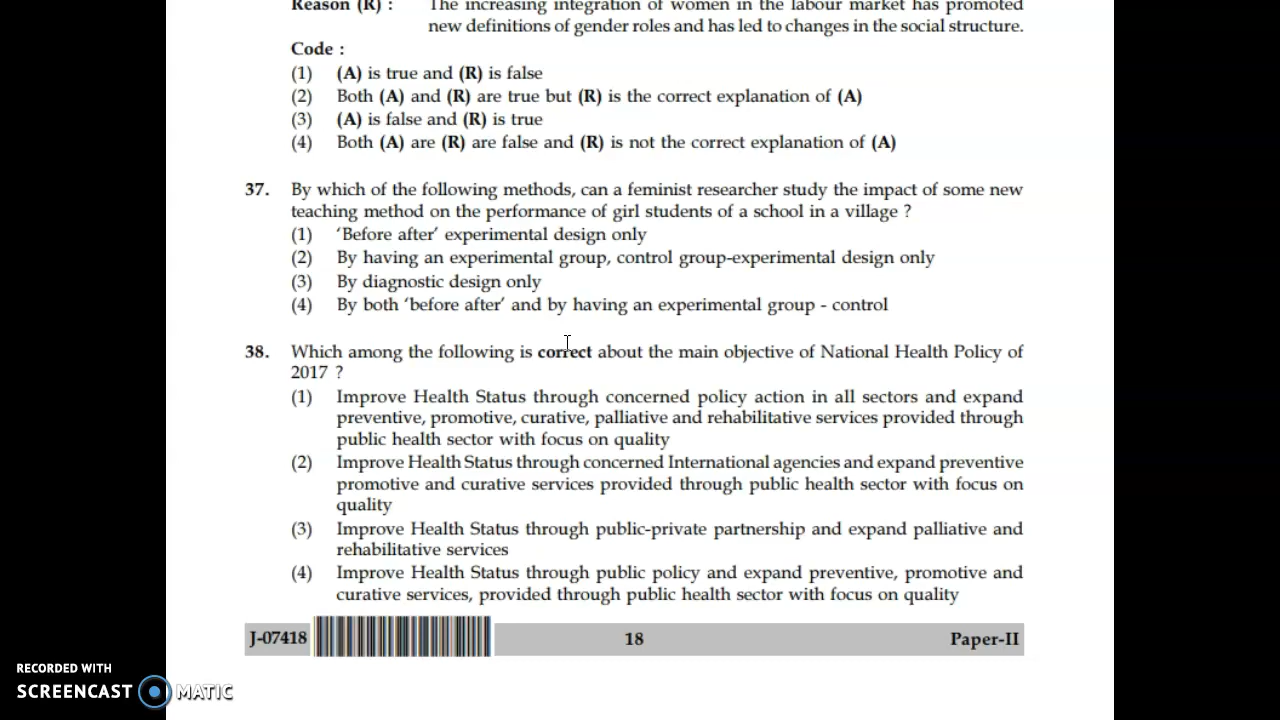 Reason (R) : The increasing integration of women in the labour market has promoted
new definitions of gender roles and has led to changes in the social structure.
Code :
(1) (A) is true and (R) is false
(2) Both (A) and (R) are true but (R) is the correct explanation of (A)
(3) (A) is false and (R) is true
(4) Both (A) are (R) are false and (R) is not the correct explanation of (A)
37. By which of the following methods, can a feminist researcher study the impact of some new
teaching method on the performance of girl students of a school in a village ?
(1) 'Before after' experimental design only
(2) By having an experimental group, control group-experimental design only
(3) By diagnostic design only
(4) By both 'before after' and by having an experimental group - control
38. Which among the following is correct about the main objective of National Health Policy of
2017 ?
(1) Improve Health Status through concerned policy action in all sectors and expand
preventive, promotive, curative, palliative and rehabilitative services provided through
public health sector with focus on quality
(2) Improve Health Status through concerned International agencies and expand preventive
promotive and curative services provided through public health sector with focus on
quality
(3) Improve Health Status through public-private partnership and expand palliative and
rehabilitative services
(4) Improve Health Status through public policy and expand preventive, promotive and
curative services, provided through public health sector with focus on quality
J-07418 18 Paper-II
RECORDED WITH
SCREENCAST MATIC